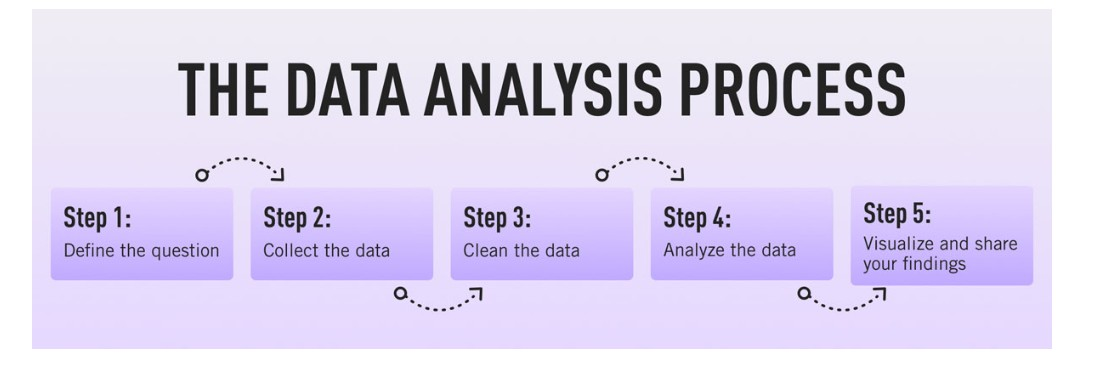 THE DATA ANALYSIS PROCESS
Step 1:
Define the question
Step 2:
Collect the data
Step 3:
Clean the data
Step 4:
Analyze the data
Step 5:
Visualize and share
your findings